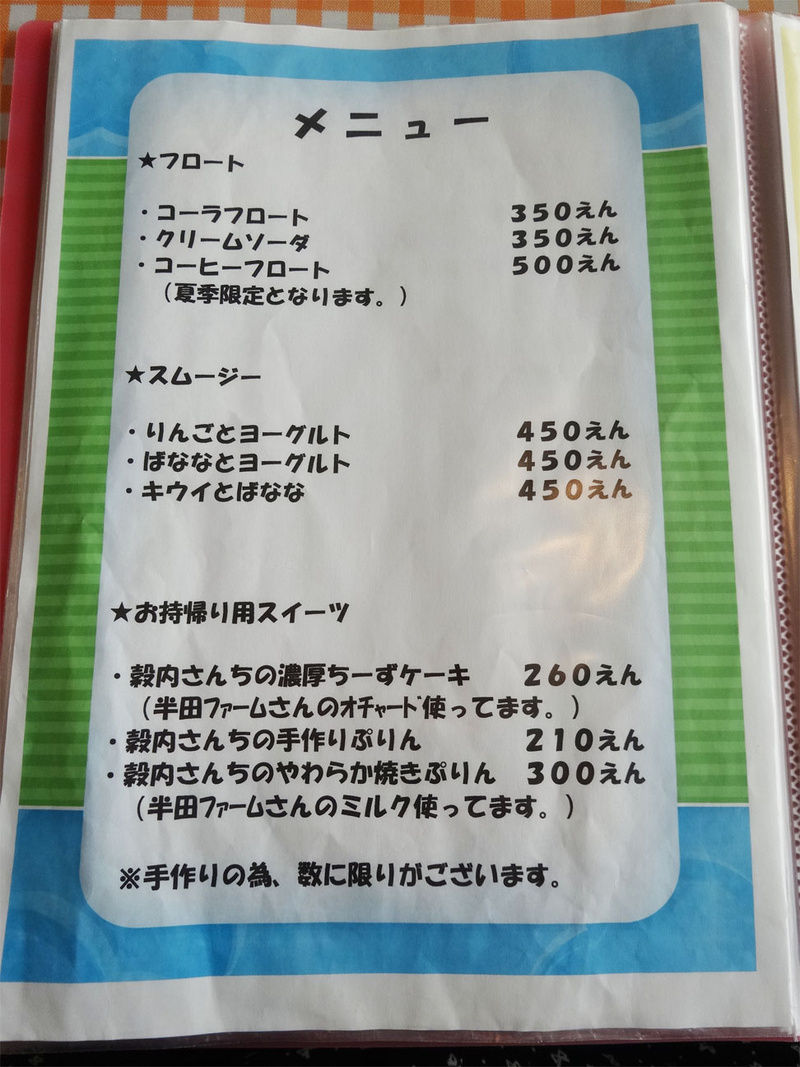 メニュー
★フロート
・コーラフロート 350えん
・クリームソーダ 350えん
・コーヒーフロート 500えん
(夏季限定となります。)
★スムージー
・りんごとヨーグルト 450えん
・ばななとヨーグルト 450えん
・キウイとばなな 450えん
★お持帰り用スイーツ
・穀内さんちの濃厚ちーずケーキ 260えん
(半田ファームさんのオチャード使ってます。)
・穀内さんちの手作りぷりん 210えん
・穀内さんちのやわらか焼きぷりん 300えん
(半田ファームさんのミルク使ってます。)
※手作りの為、数に限りがございます。